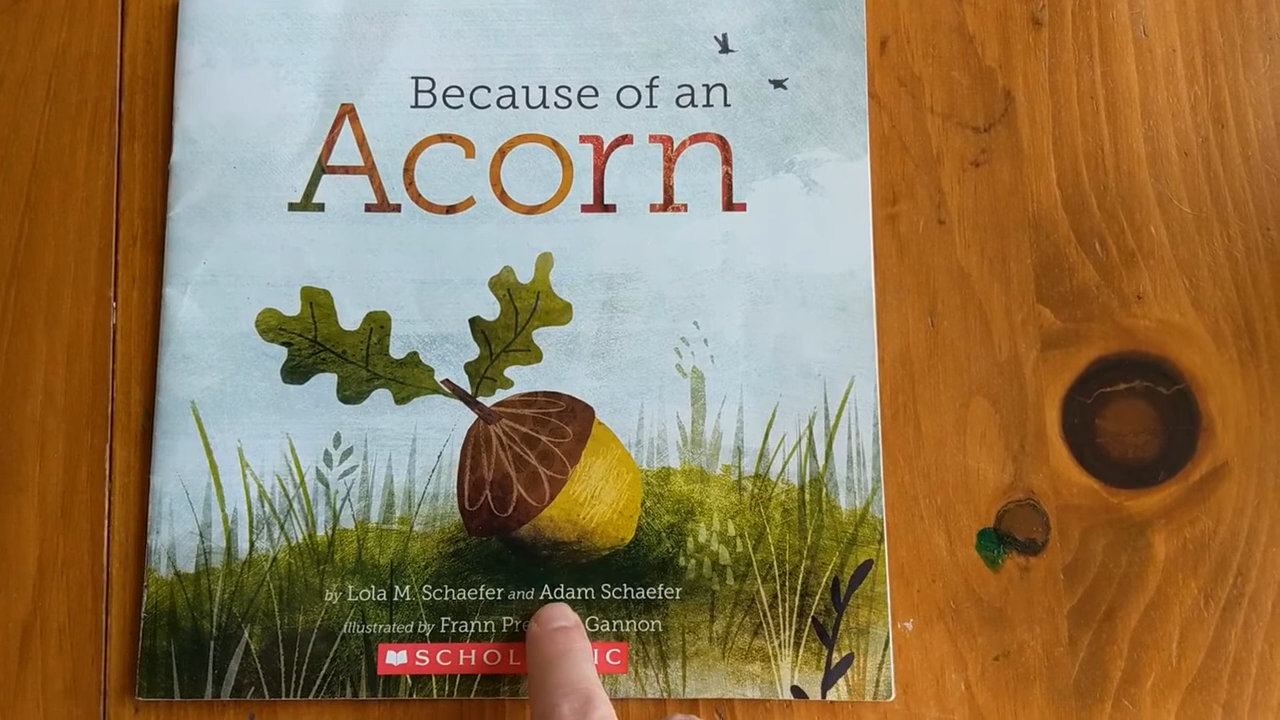 Because of an
Acorn
by Lola M. Schaefer and Adam Schaefer
illustrated by Frann Gannon